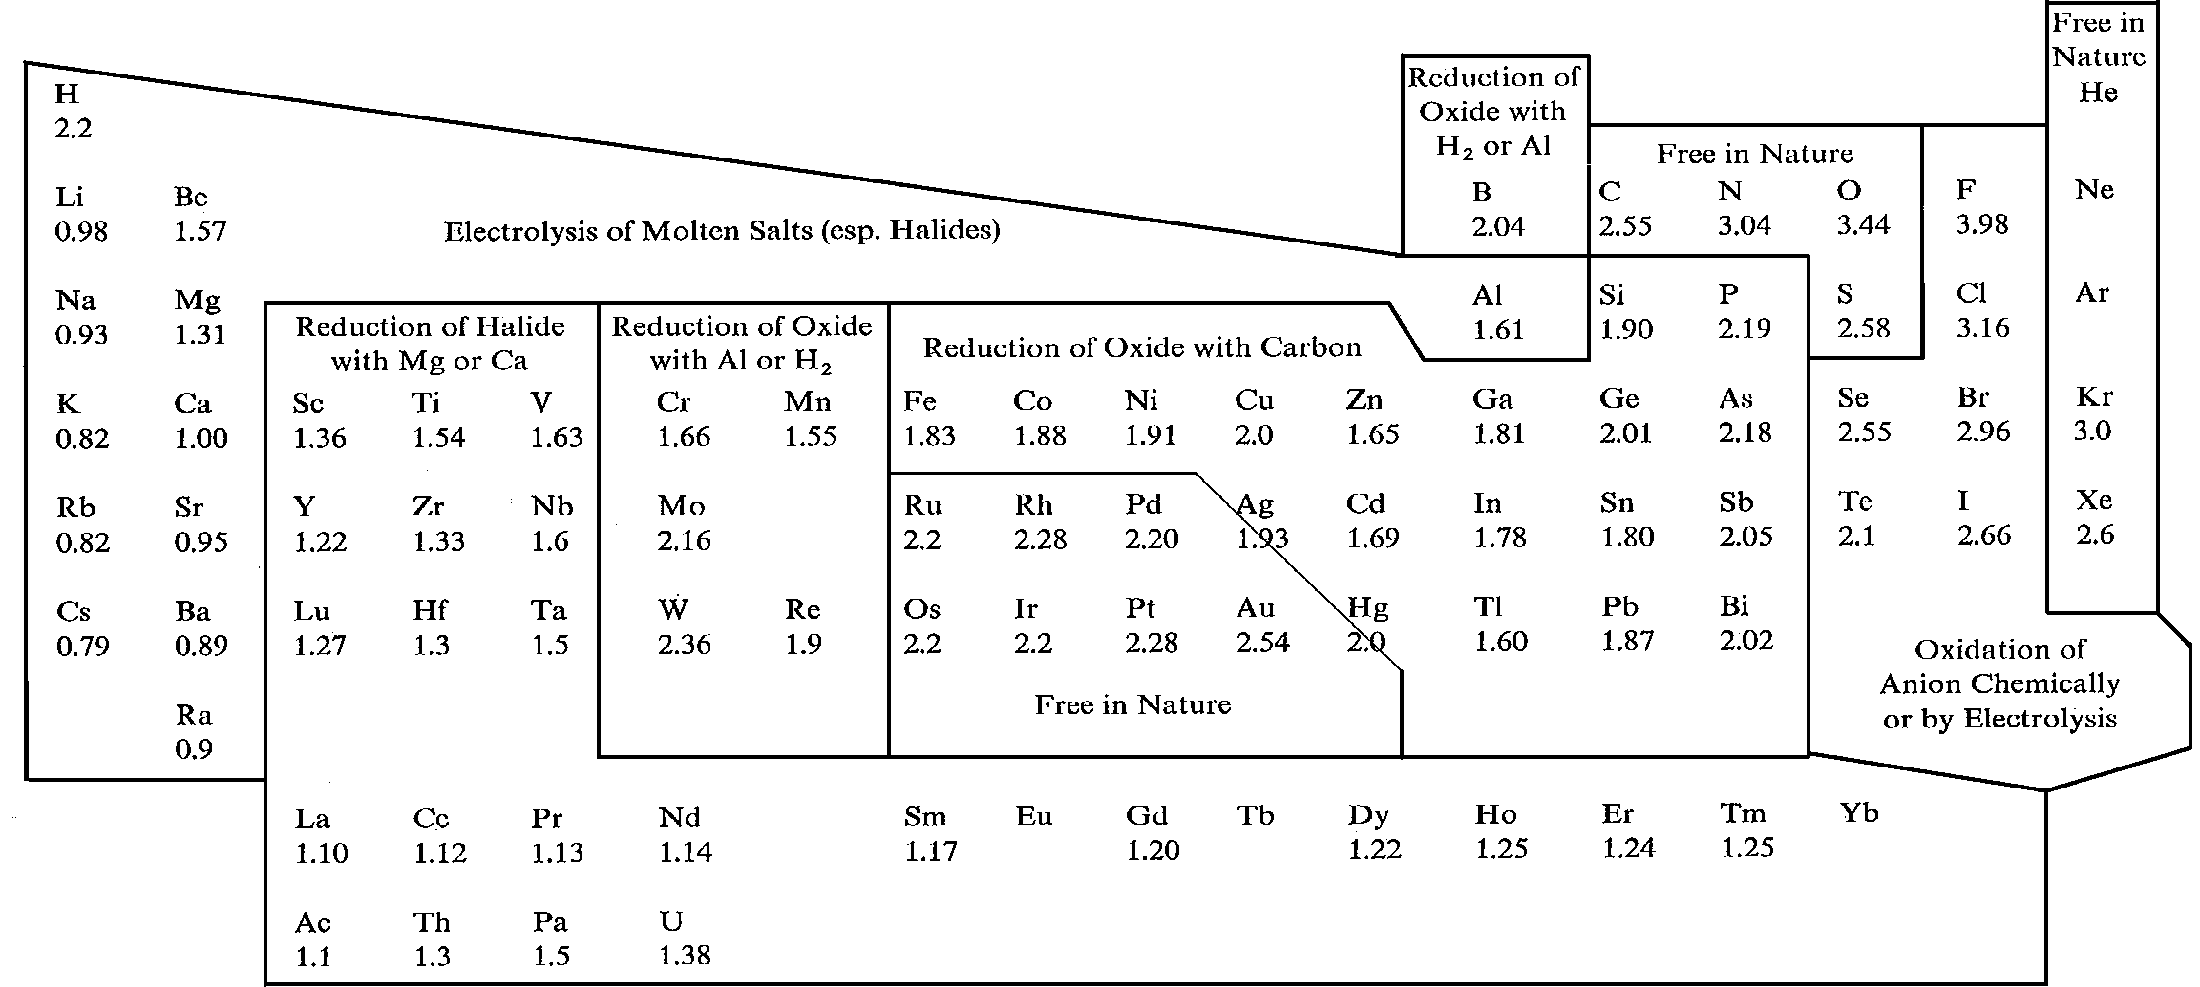 Free in
Nature
He
Reduction of
Oxide with
H₂ or Al
H
2.2
Free in Nature
Li Be B C N O F Ne
0.98 1.57 2.04 2.55 3.04 3.44 3.98
Electrolysis of Molten Salts (esp. Halides)
Na Mg Al Si P S Cl Ar
0.93 1.31 1.61 1.90 2.19 2.58 3.16
Reduction of Halide
with Mg or Ca
Reduction of Oxide
with Al or H₂
Reduction of Oxide with Carbon
K Ca Sc Ti V Cr Mn Fe Co Ni Cu Zn Ga Ge As Se Br Kr
0.82 1.00 1.36 1.54 1.63 1.66 1.55 1.83 1.88 1.91 2.0 1.65 1.81 2.01 2.18 2.55 2.96 3.0
Rb Sr Y Zr Nb Mo Ru Rh Pd Ag Cd In Sn Sb Te I Xe
0.82 0.95 1.22 1.33 1.6 2.16 2.2 2.28 2.20 1.93 1.69 1.78 1.80 2.05 2.1 2.66 2.6
Cs Ba Lu Hf Ta W Re Os Ir Pt Au Hg Tl Pb Bi
0.79 0.89 1.27 1.3 1.5 2.36 1.9 2.2 2.2 2.28 2.54 2.0 1.60 1.87 2.02
Oxidation of
Anion Chemically
or by Electrolysis
Free in Nature
Ra
0.9
La Ce Pr Nd Sm Eu Gd Tb Dy Ho Er Tm Yb
1.10 1.12 1.13 1.14 1.17 1.20 1.22 1.25 1.24 1.25
Ac Th Pa U
1.1 1.3 1.5 1.38